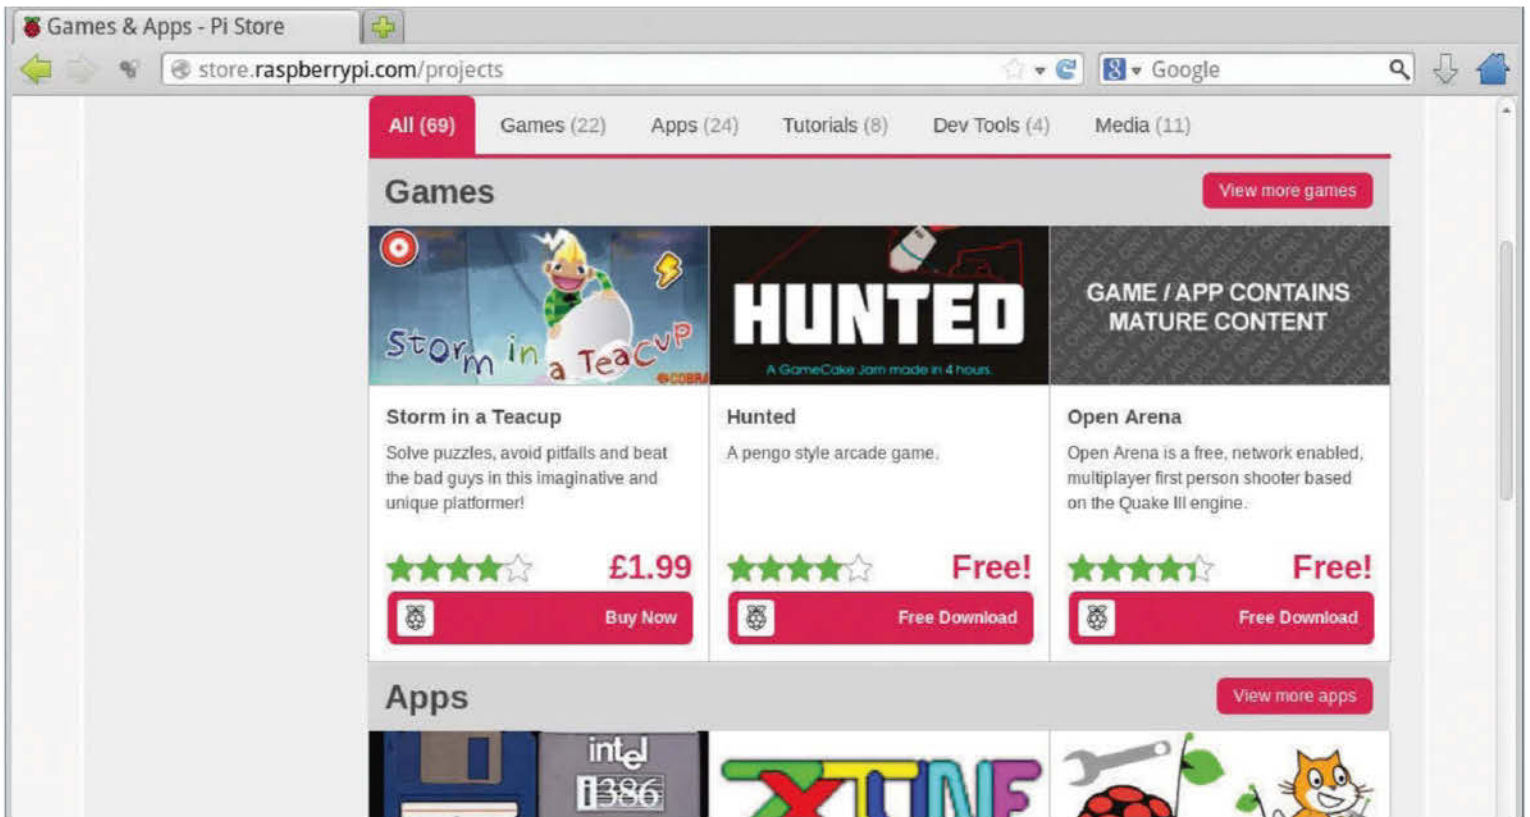 Games & Apps - Pi Store
store.raspberrypi.com/projects
8 Google
All (69) Games (22) Apps (24) Tutorials (8) Dev Tools (4) Media (11)
Games
View more games
Storm in a Teacup
COBRA
HUNTED
A GameCake Jam made in 4 hours.
GAME / APP CONTAINS
MATURE CONTENT
Storm in a Teacup
Solve puzzles, avoid pitfalls and beat
the bad guys in this imaginative and
unique platformer!
£1.99
Buy Now
Hunted
A pengo style arcade game.
Free!
Free Download
Open Arena
Open Arena is a free, network enabled,
multiplayer first person shooter based
on the Quake III engine.
Free!
Free Download
Apps
View more apps
intel
i386
XTUNE